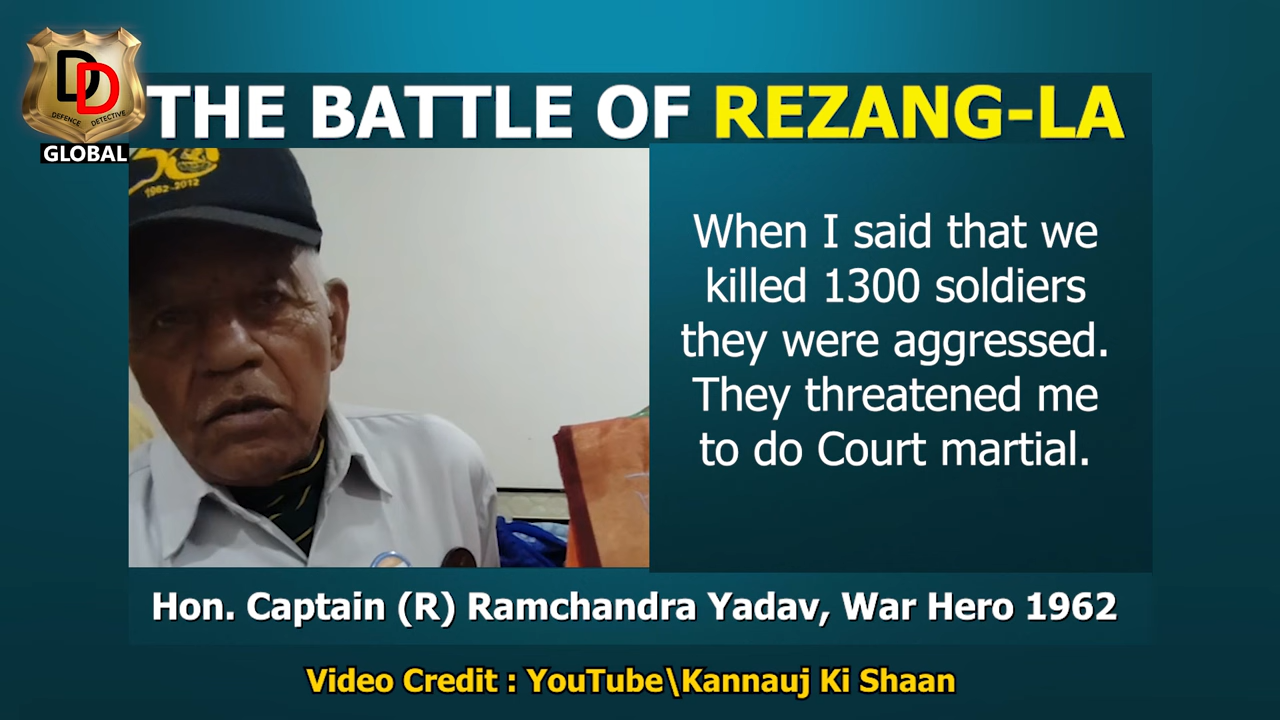 DD
DEFENCE DETECTIVE
GLOBAL
THE BATTLE OF REZANG-LA
50
1962-2012
When I said that we
killed 1300 soldiers
they were aggressed.
They threatened me
to do Court martial.
Hon. Captain (R) Ramchandra Yadav, War Hero 1962
Video Credit : YouTube\Kannauj Ki Shaan